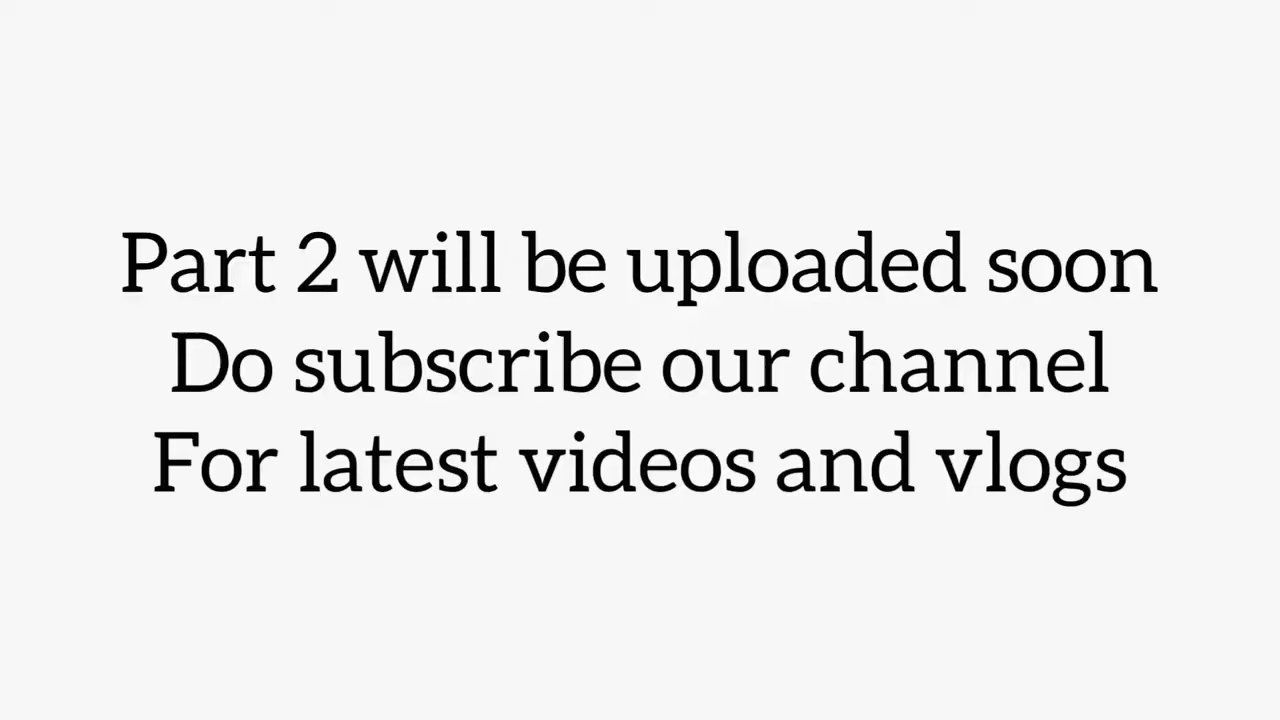 Part 2 will be uploaded soon
Do subscribe our channel
For latest videos and vlogs